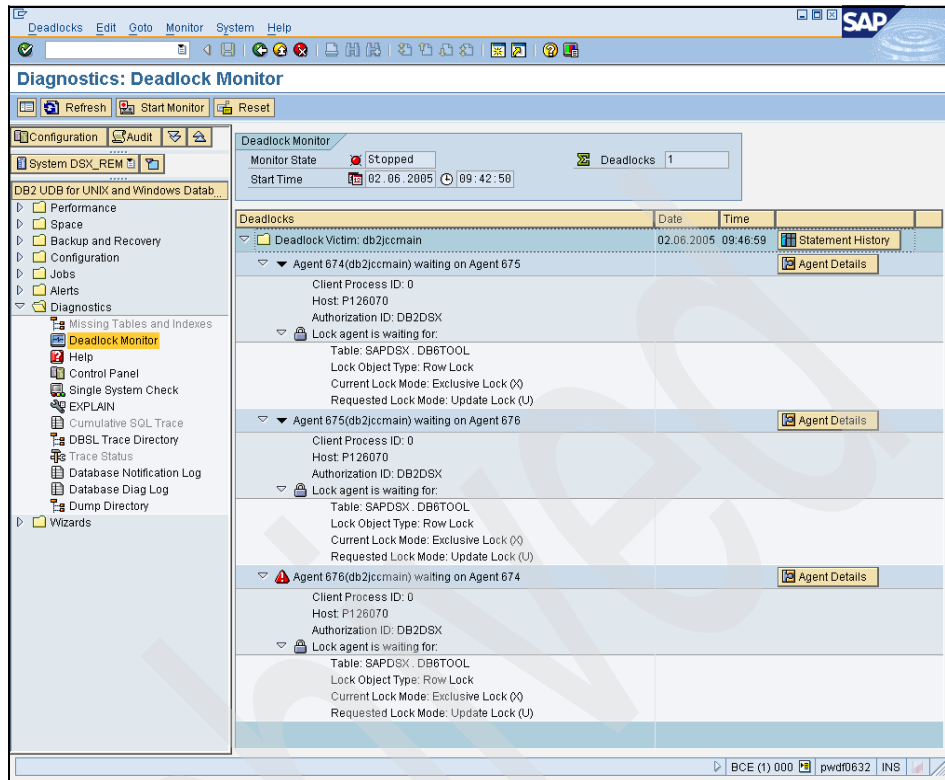 Deadlocks Edit Goto Monitor System Help
SAP
Diagnostics: Deadlock Monitor
Refresh Start Monitor Reset
Configuration Audit
System DSX_REM
DB2 UDB for UNIX and Windows Datab
Performance
Space
Backup and Recovery
Configuration
Jobs
Alerts
Diagnostics
Missing Tables and Indexes
Deadlock Monitor
Help
Control Panel
Single System Check
EXPLAIN
Cumulative SQL Trace
DBSL Trace Directory
Trace Status
Database Notification Log
Database Diag Log
Dump Directory
Wizards
Deadlock Monitor
Monitor State Stopped Deadlocks 1
Start Time 02.06.2005 09:42:50
Deadlocks Date Time
Deadlock Victim: db2jccmain 02.06.2005 09:46:59 Statement History
Agent 674(db2jccmain) waiting on Agent 675 Agent Details
Client Process ID: 0
Host: P126070
Authorization ID: DB2DSX
Lock agent is waiting for:
Table: SAPDSX . DB6TOOL
Lock Object Type: Row Lock
Current Lock Mode: Exclusive Lock (X)
Requested Lock Mode: Update Lock (U)
Agent 675(db2jccmain) waiting on Agent 676 Agent Details
Client Process ID: 0
Host: P126070
Authorization ID: DB2DSX
Lock agent is waiting for:
Table: SAPDSX . DB6TOOL
Lock Object Type: Row Lock
Current Lock Mode: Exclusive Lock (X)
Requested Lock Mode: Update Lock (U)
Agent 676(db2jccmain) waiting on Agent 674 Agent Details
Client Process ID: 0
Host: P126070
Authorization ID: DB2DSX
Lock agent is waiting for:
Table: SAPDSX . DB6TOOL
Lock Object Type: Row Lock
Current Lock Mode: Exclusive Lock (X)
Requested Lock Mode: Update Lock (U)
BCE (1) 000 pwdf0632 INS